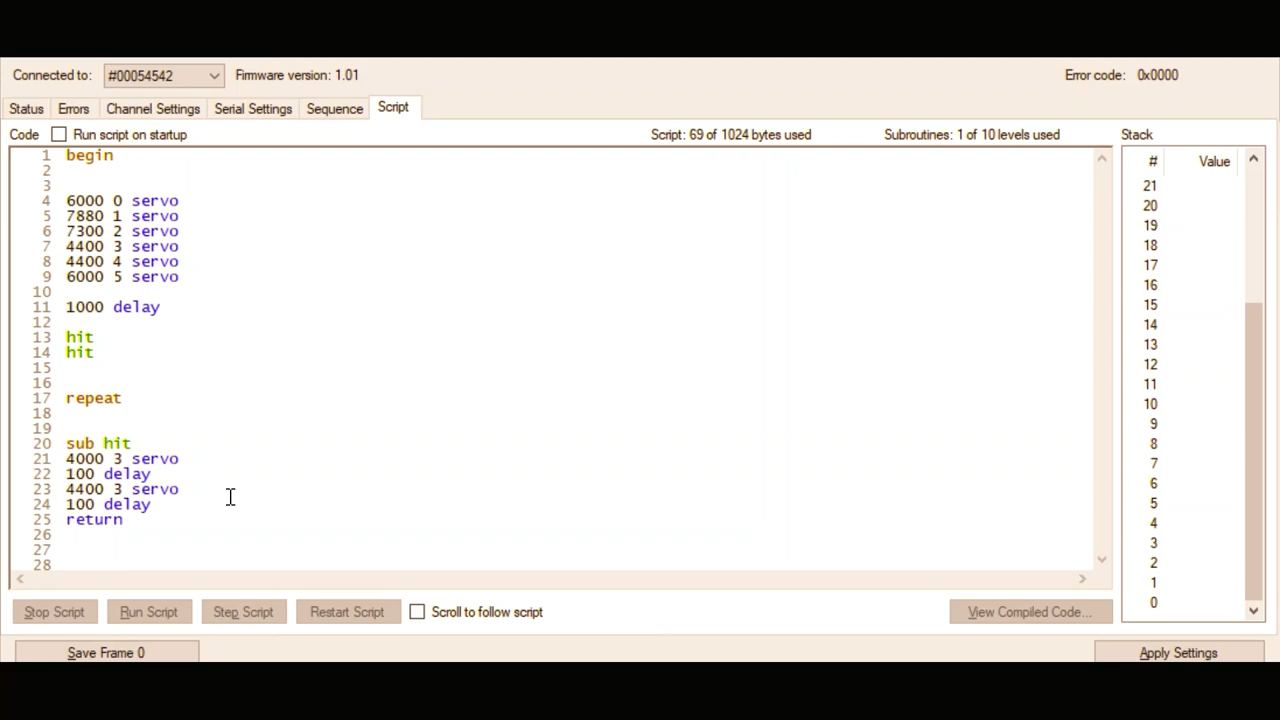 Connected to: #00054542 Firmware version: 1.01 Error code: 0x0000
Status Errors Channel Settings Serial Settings Sequence Script
Code Run script on startup Script: 69 of 1024 bytes used Subroutines: 1 of 10 levels used Stack
1 begin
2
3
4 6000 0 servo
5 7880 1 servo
6 7300 2 servo
7 4400 3 servo
8 4400 4 servo
9 6000 5 servo
10
11 1000 delay
12
13 hit
14 hit
15
16
17 repeat
18
19
20 sub hit
21 4000 3 servo
22 100 delay
23 4400 3 servo
24 100 delay
25 return
26
27
28
# Value
21
20
19
18
17
16
15
14
13
12
11
10
9
8
7
6
5
4
3
2
1
0
Stop Script Run Script Step Script Restart Script Scroll to follow script View Compiled Code...
Save Frame 0 Apply Settings